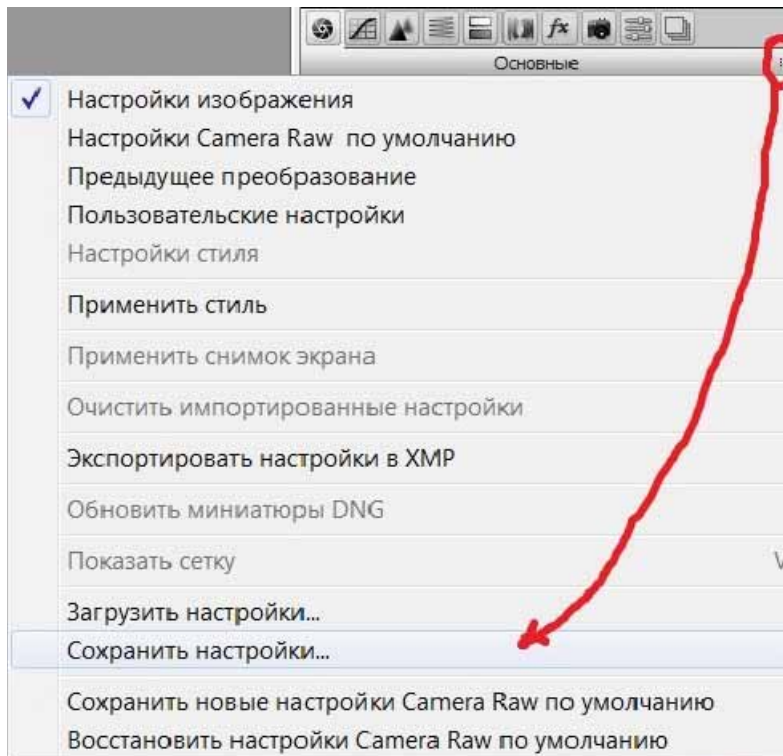 fx
Основные
Настройки изображения
Настройки Camera Raw по умолчанию
Предыдущее преобразование
Пользовательские настройки
Настройки стиля
Применить стиль
Применить снимок экрана
Очистить импортированные настройки
Экспортировать настройки в XMP
Обновить миниатюры DNG
Показать сетку
Загрузить настройки...
Сохранить настройки...
Сохранить новые настройки Camera Raw по умолчанию
Восстановить настройки Camera Raw по умолчанию